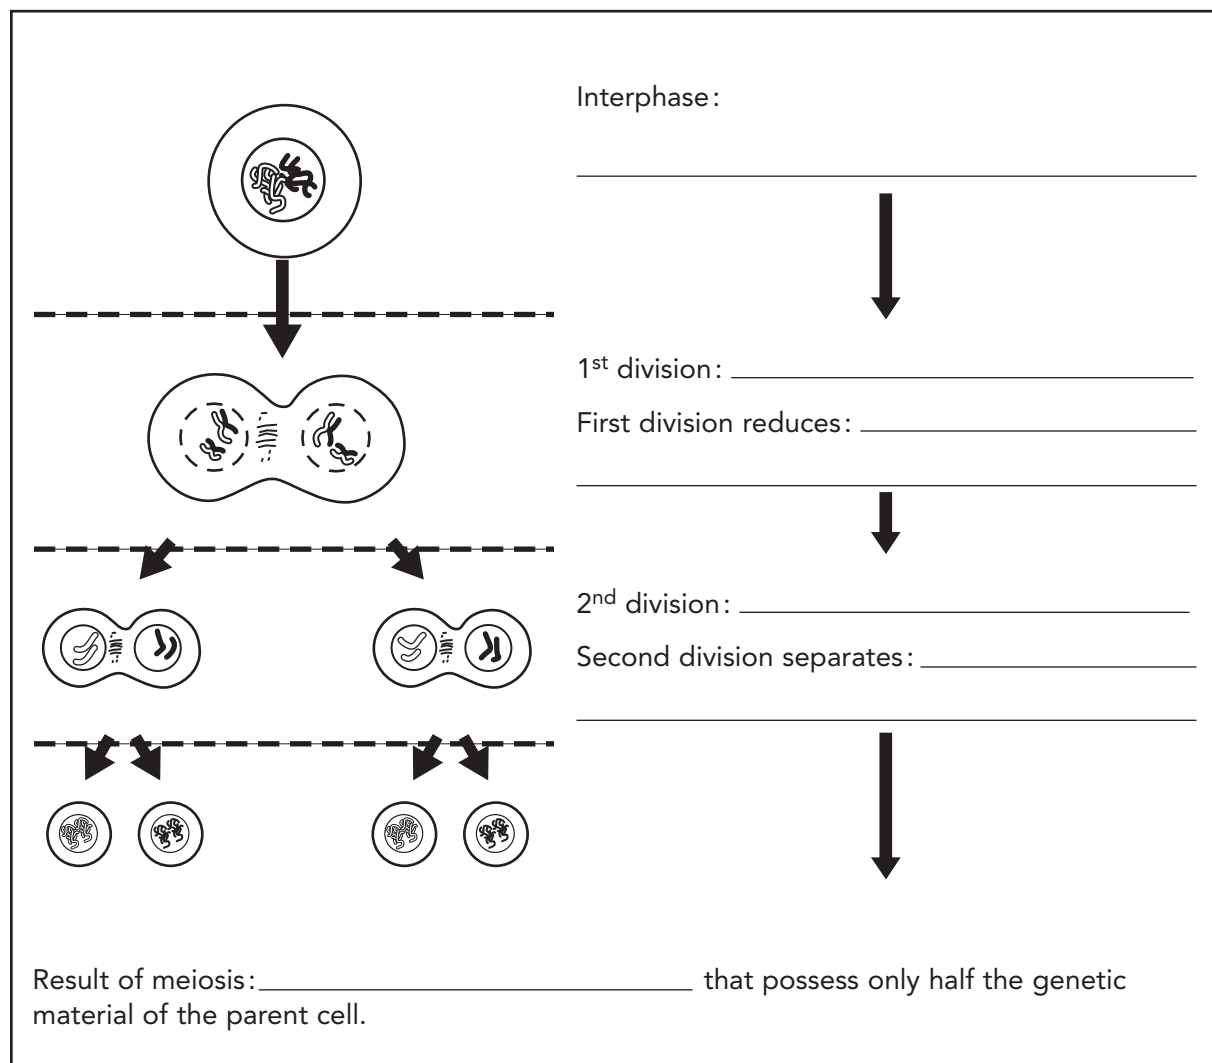 Interphase:
1st division:
First division reduces:
2nd division:
Second division separates:
Result of meiosis: that possess only half the genetic
material of the parent cell.